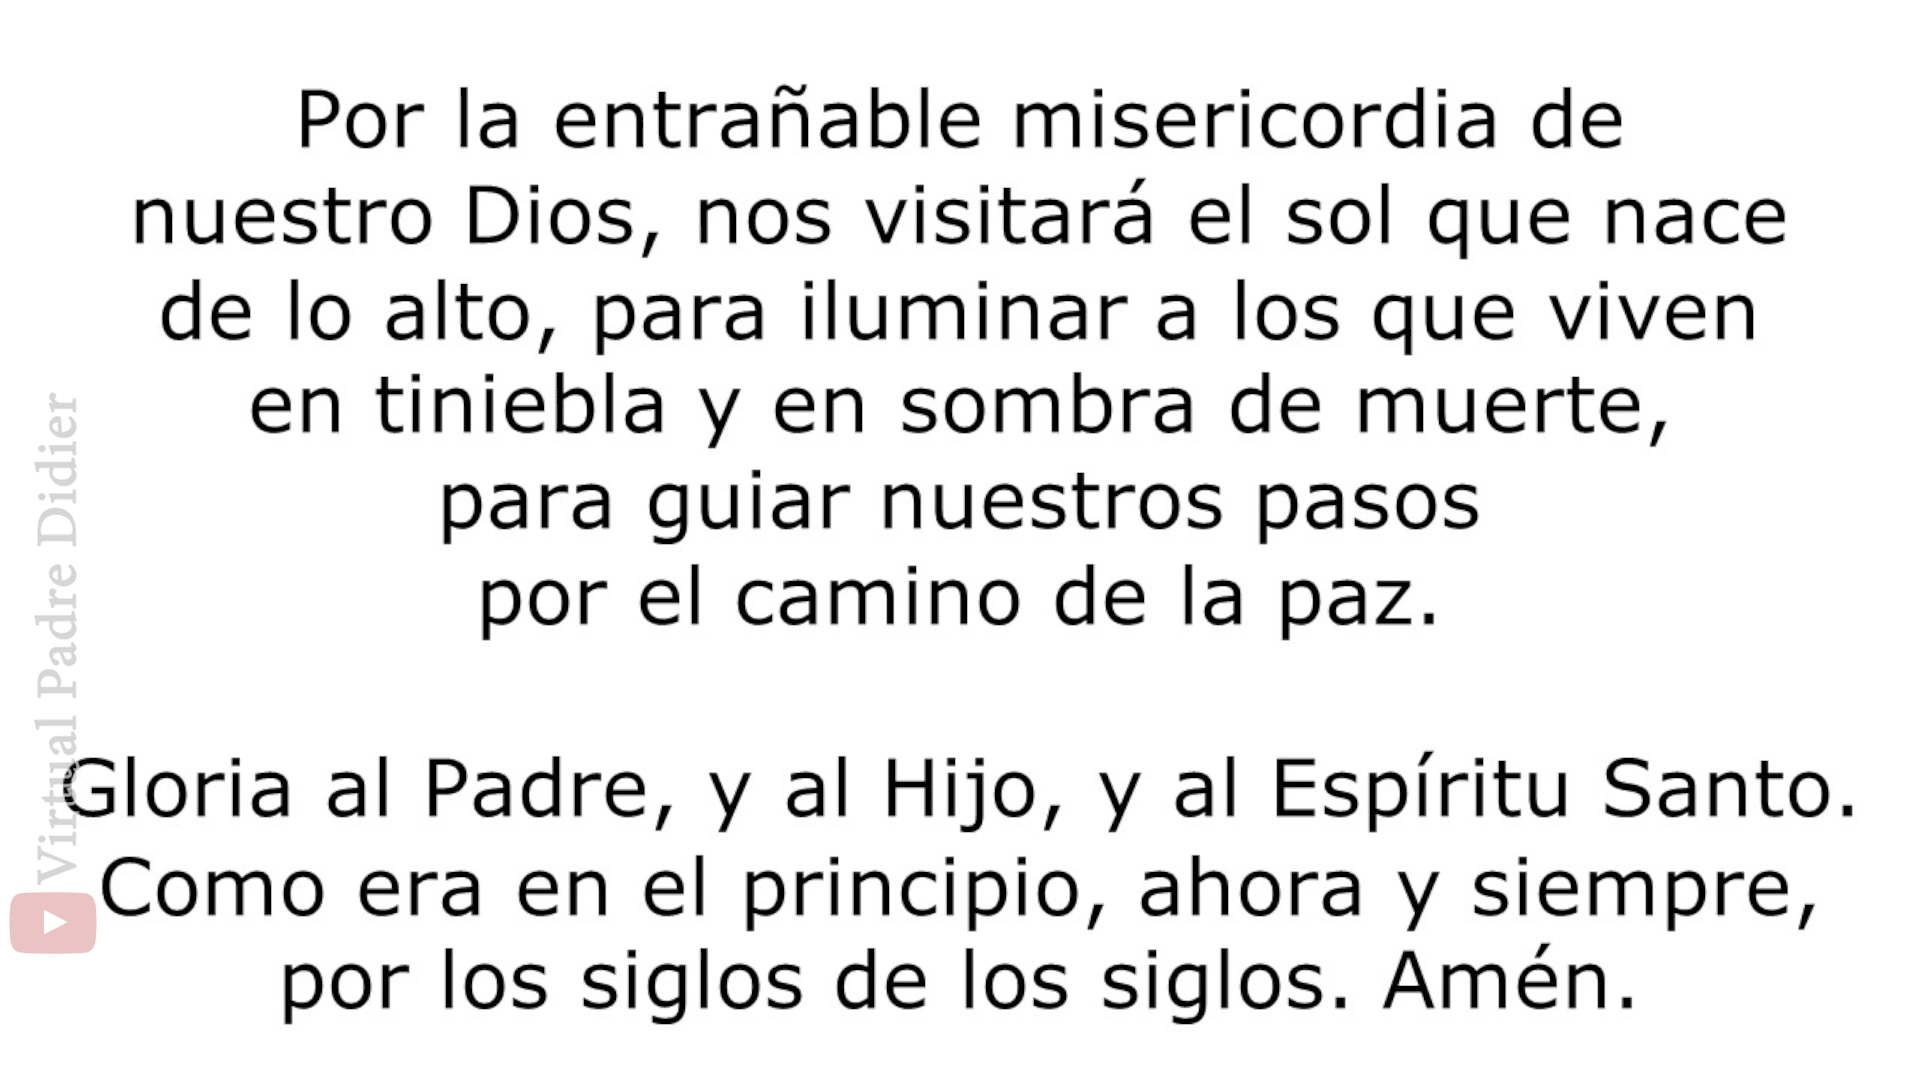 Por la entrañable misericordia de
nuestro Dios, nos visitará el sol que nace
de lo alto, para iluminar a los que viven
en tiniebla y en sombra de muerte,
para guiar nuestros pasos
por el camino de la paz.
Gloria al Padre, y al Hijo, y al Espíritu Santo.
Como era en el principio, ahora y siempre,
por los siglos de los siglos. Amén.
Virtual Padre Didier